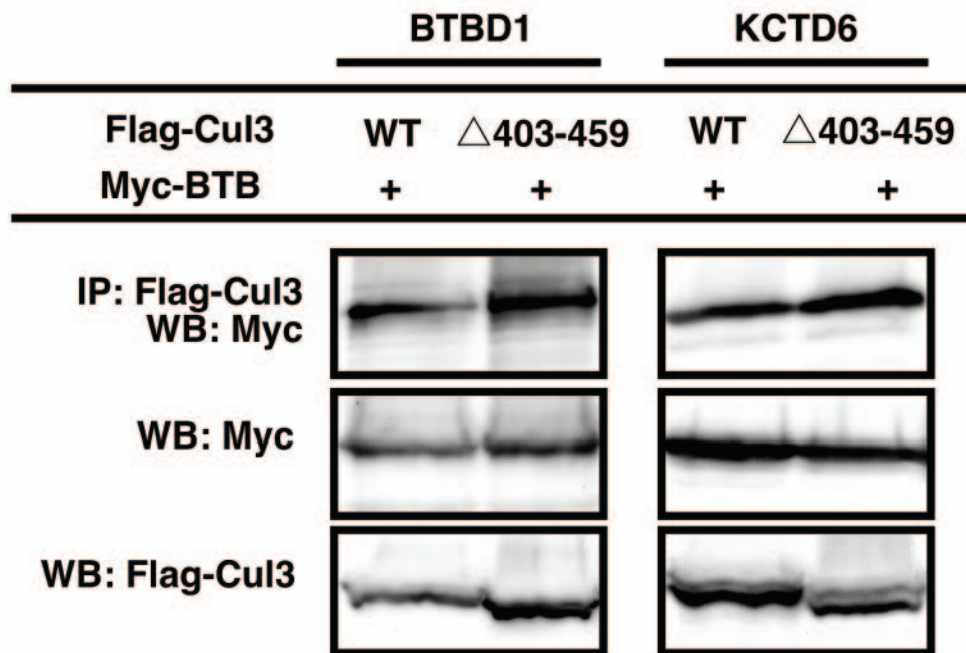 BTBD1 KCTD6
Flag-Cul3 WT △403-459 WT △403-459
Myc-BTB + + + +
IP: Flag-Cul3
WB: Myc
WB: Myc
WB: Flag-Cul3